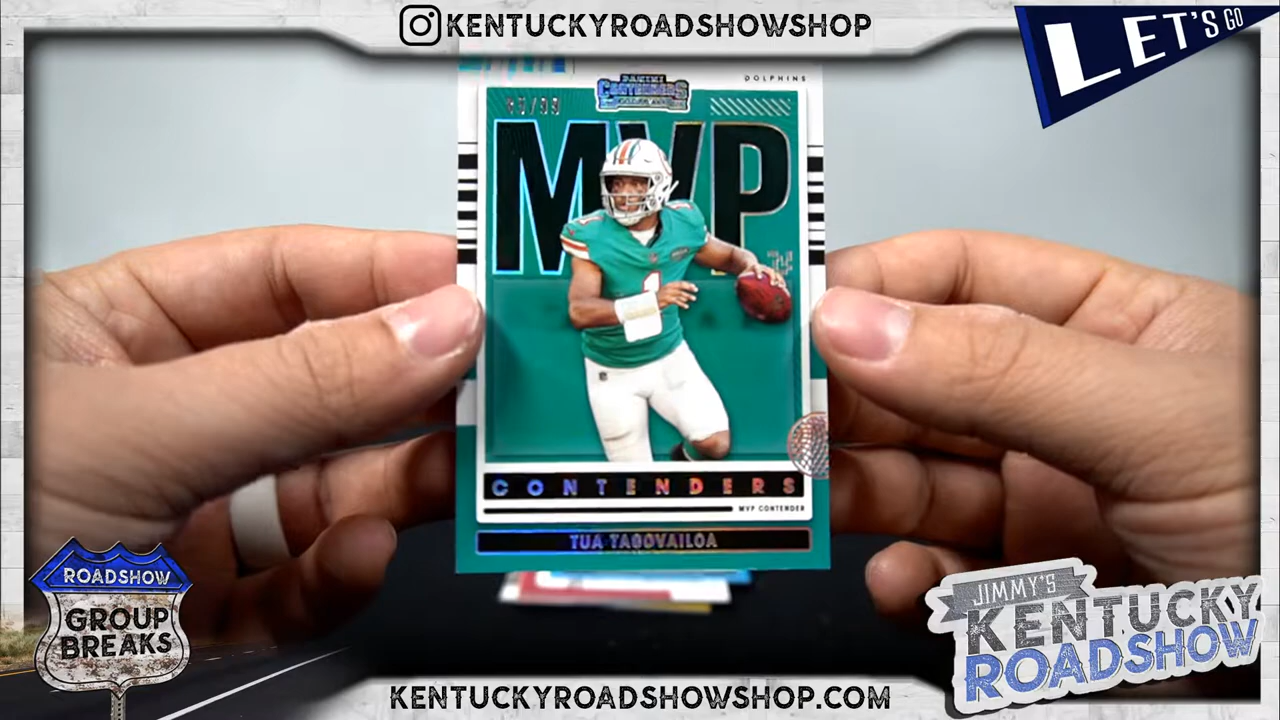 KENTUCKYROADSHOWSHOP
LET'S GO
DOLPHINS
PANINI
CONTENDERS
MVP
1
CONTENDERS
MVP CONTENDER
TUA TAGOVAILOA
ROADSHOW
GROUP
BREAKS
JIMMY'S
KENTUCKY
ROADSHOW
KENTUCKYROADSHOWSHOP.COM